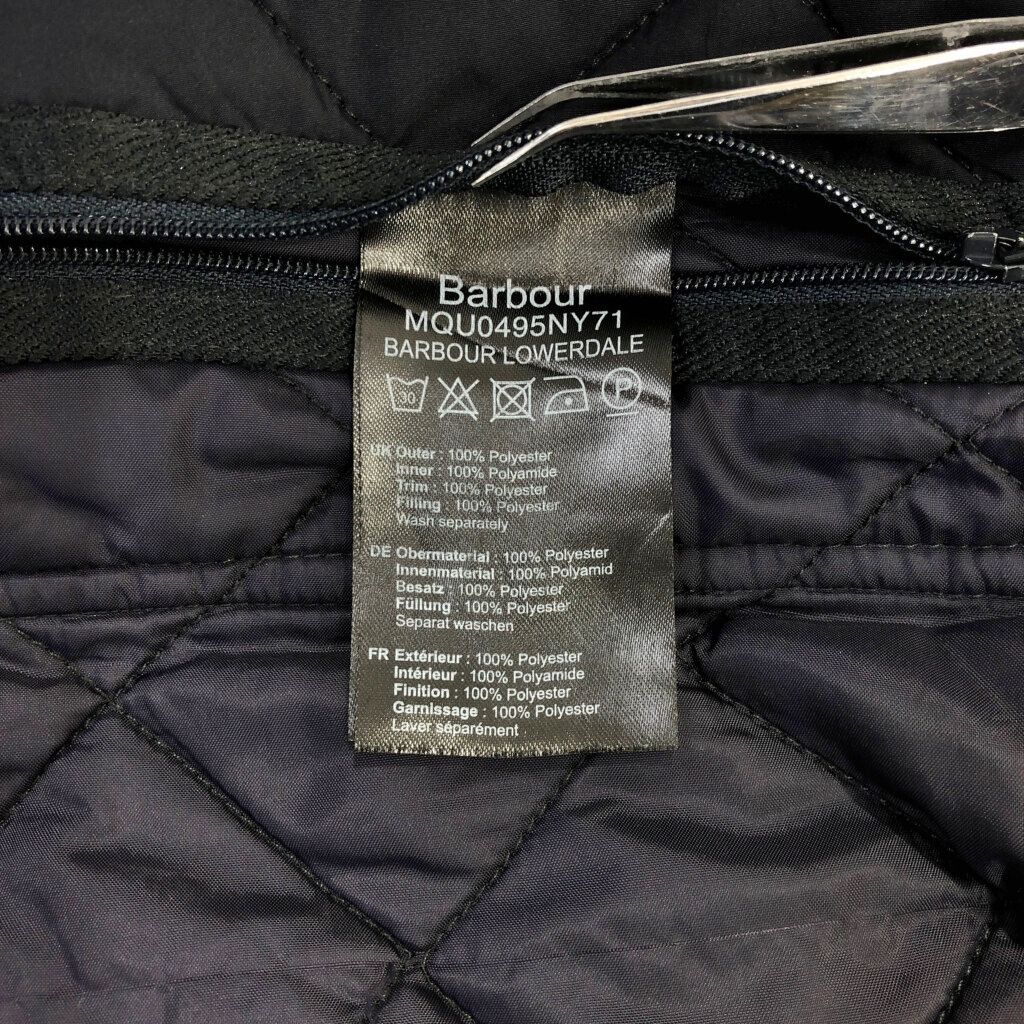 Barbour
MQU0495NY71
BARBOUR LOWERDALE
30 P
UK Outer : 100% Polyester
Inner : 100% Polyamide
Trim : 100% Polyester
Filling : 100% Polyester
Wash separately
DE Obermaterial : 100% Polyester
Innenmaterial : 100% Polyamid
Besatz : 100% Polyester
Füllung : 100% Polyester
Separat waschen
FR Extérieur : 100% Polyester
Intérieur : 100% Polyamide
Finition : 100% Polyester
Garnissage : 100% Polyester
Laver séparément